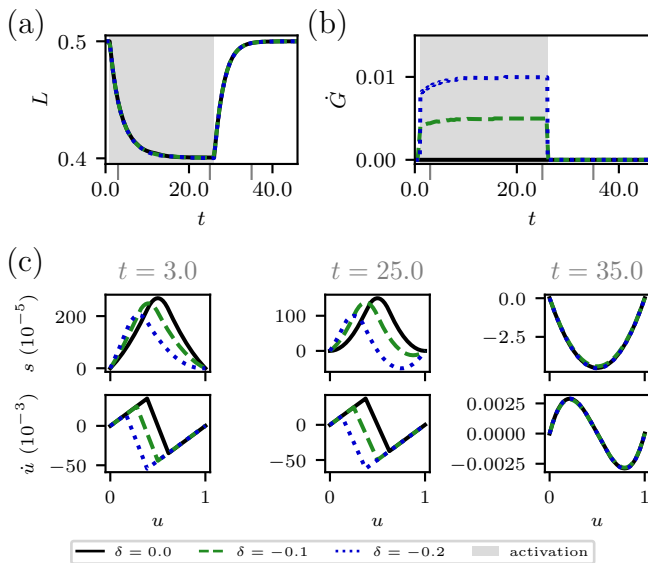 (a)
(b)
0.5
0.4
L
0.0 20.0 40.0
t
0.01
0.00
Ġ
0.0 20.0 40.0
t
(c)
t = 3.0
t = 25.0
t = 35.0
s (10⁻⁵)
200
0
100
0
0.0
−2.5
u̇ (10⁻³)
0
−50
0
−50
0.0025
0.0000
−0.0025
0 1
0 1
0 1
u
u
u
δ = 0.0 δ = −0.1 δ = −0.2 activation